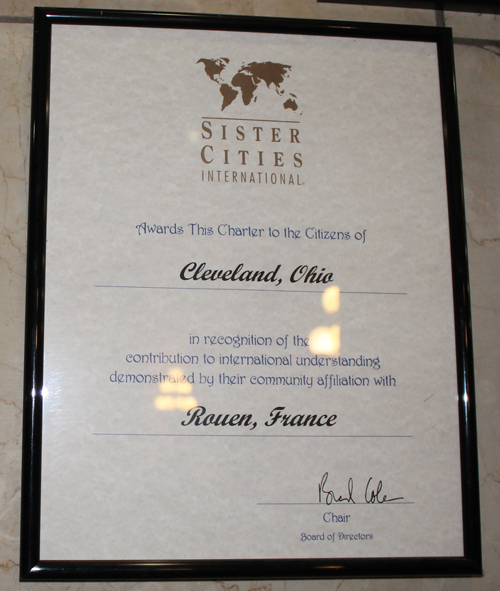 SISTER
CITIES
INTERNATIONAL
Awards This Charter to the Citizens of
Cleveland, Ohio
in recognition of the
contribution to international understanding
demonstrated by their community affiliation with
Rouen, France
Chair
Board of Directors